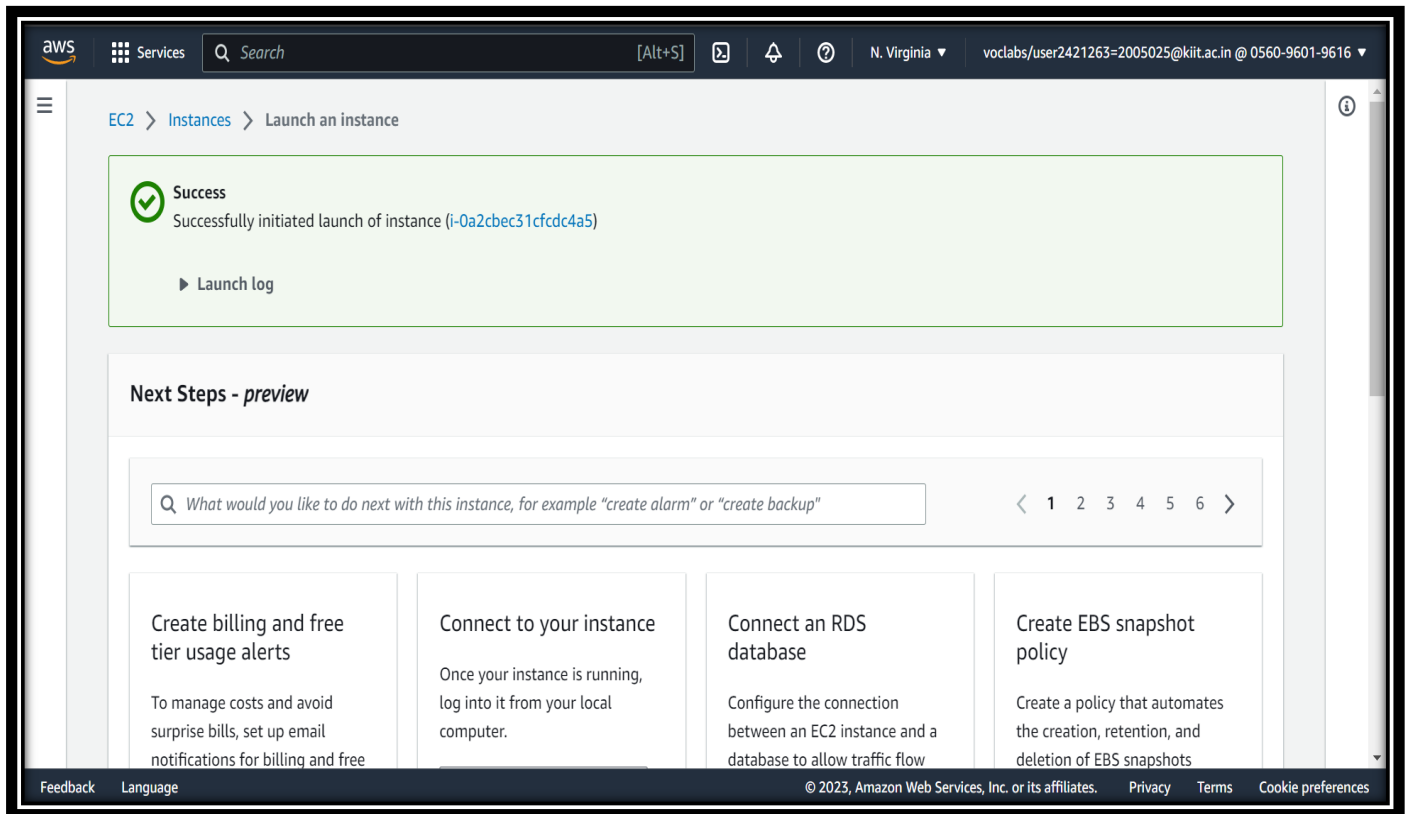 aws
Services
Search
[Alt+S]
N. Virginia ▼
voclabs/user2421263=2005025@kiit.ac.in @ 0560-9601-9616 ▼
EC2 > Instances > Launch an instance
Success
Successfully initiated launch of instance (i-0a2cbec31cfcdc4a5)
Launch log
Next Steps - preview
What would you like to do next with this instance, for example “create alarm” or “create backup"
1 2 3 4 5 6
Create billing and free
tier usage alerts
To manage costs and avoid
surprise bills, set up email
notifications for billing and free
Connect to your instance
Once your instance is running,
log into it from your local
computer.
Connect an RDS
database
Configure the connection
between an EC2 instance and a
database to allow traffic flow
Create EBS snapshot
policy
Create a policy that automates
the creation, retention, and
deletion of EBS snapshots
Feedback
Language
© 2023, Amazon Web Services, Inc. or its affiliates.
Privacy
Terms
Cookie preferences